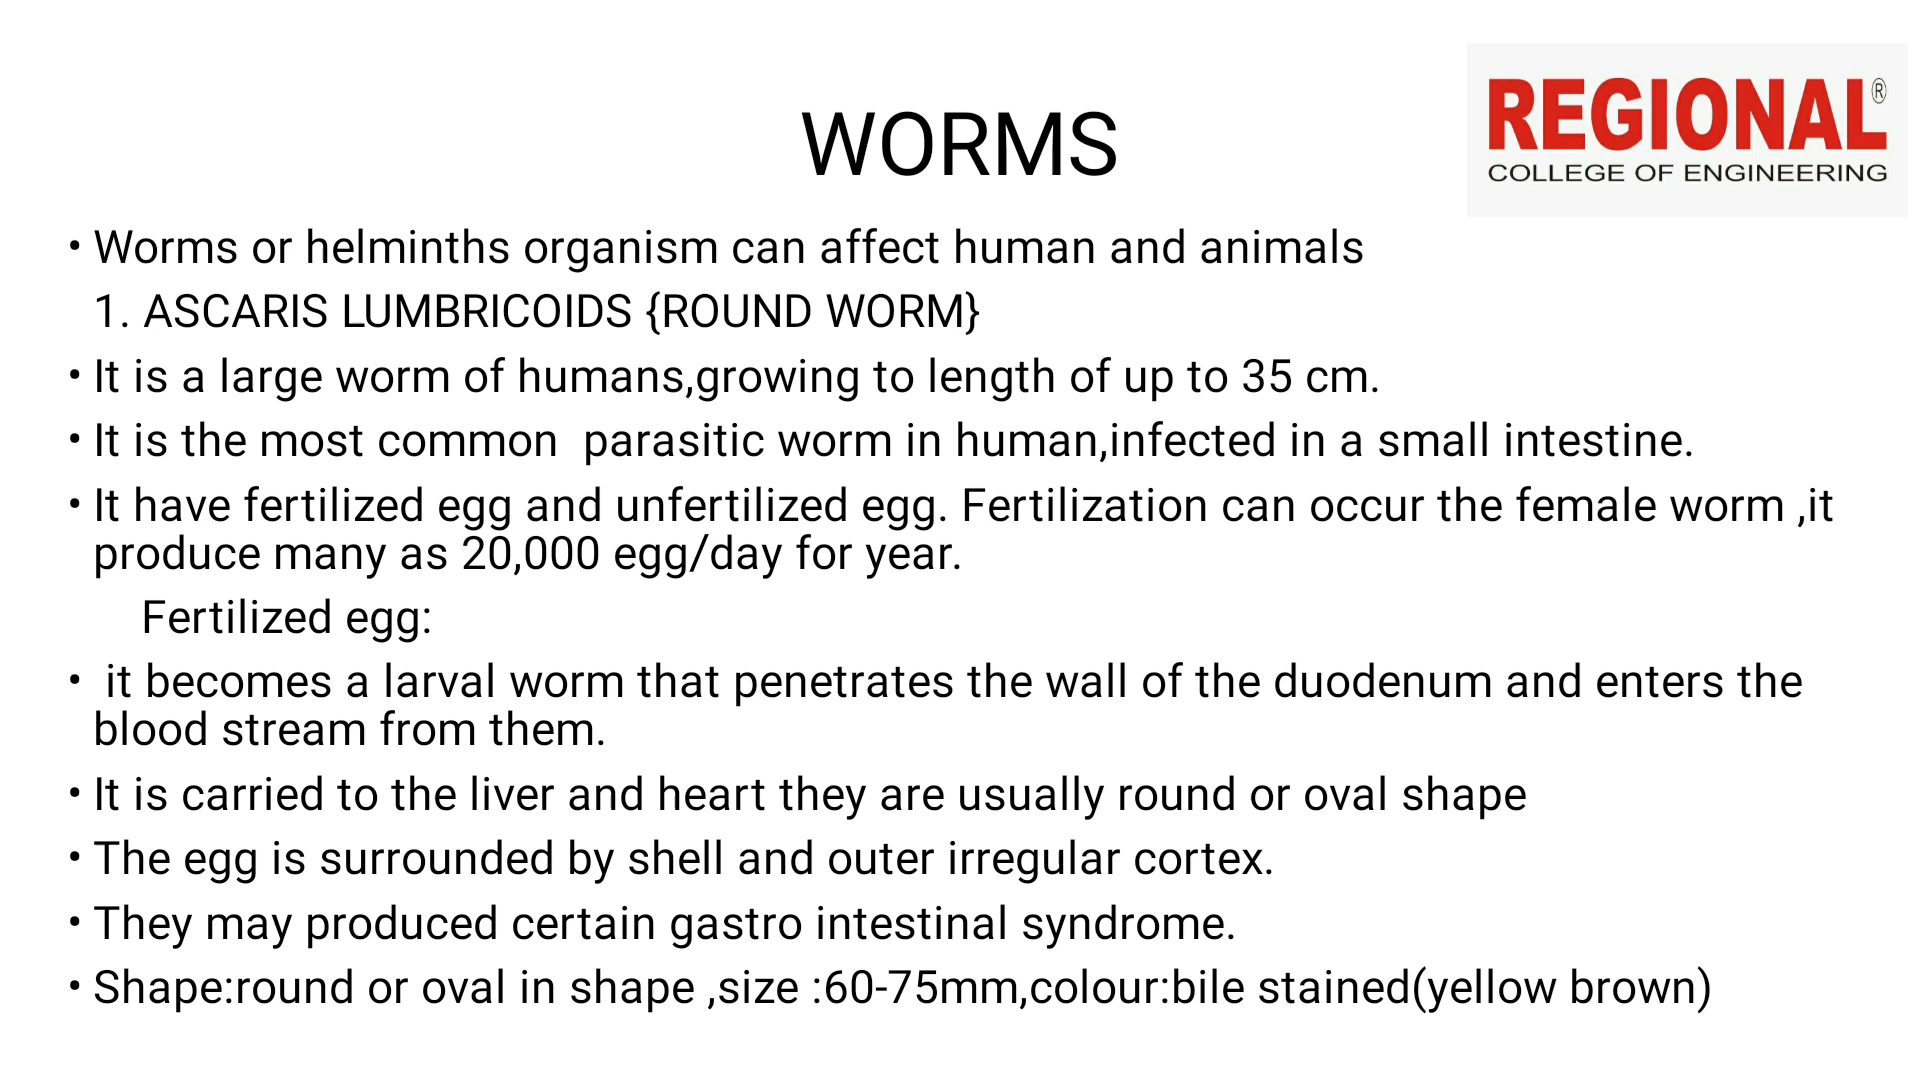 REGIONAL®
COLLEGE OF ENGINEERING
WORMS
• Worms or helminths organism can affect human and animals
1. ASCARIS LUMBRICOIDS {ROUND WORM}
• It is a large worm of humans,growing to length of up to 35 cm.
• It is the most common  parasitic worm in human,infected in a small intestine.
• It have fertilized egg and unfertilized egg. Fertilization can occur the female worm ,it
produce many as 20,000 egg/day for year.
Fertilized egg:
•  it becomes a larval worm that penetrates the wall of the duodenum and enters the
blood stream from them.
• It is carried to the liver and heart they are usually round or oval shape
• The egg is surrounded by shell and outer irregular cortex.
• They may produced certain gastro intestinal syndrome.
• Shape:round or oval in shape ,size :60-75mm,colour:bile stained(yellow brown)